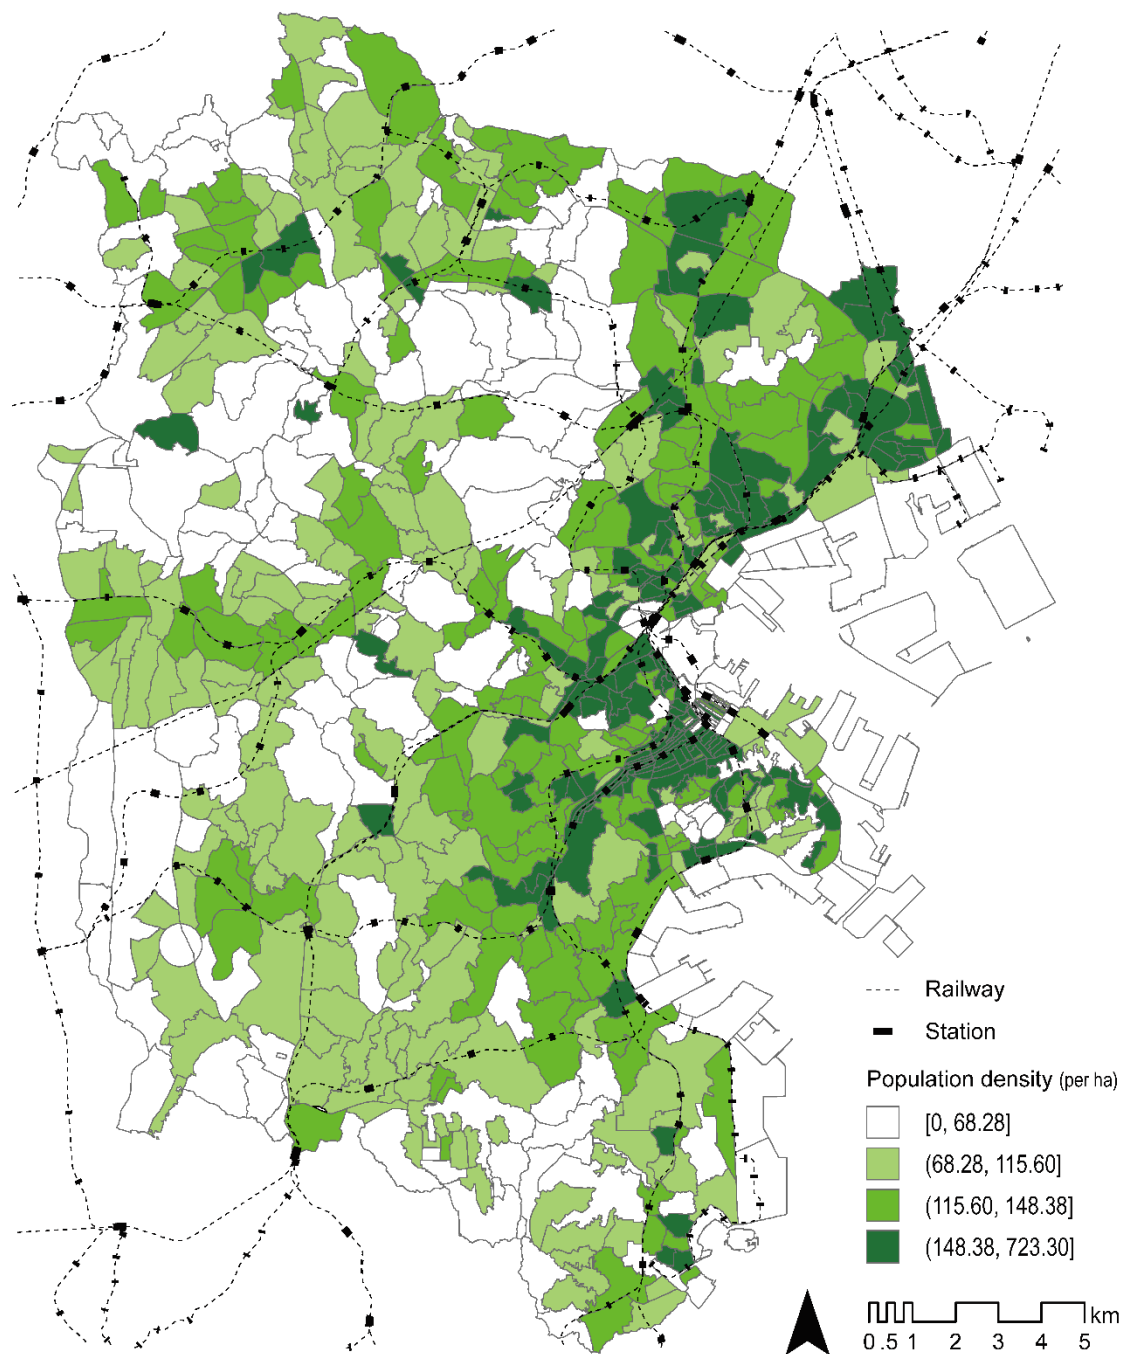 Railway
Station
Population density (per ha)
[0, 68.28]
(68.28, 115.60]
(115.60, 148.38]
(148.38, 723.30]
km
0 .5 1 2 3 4 5